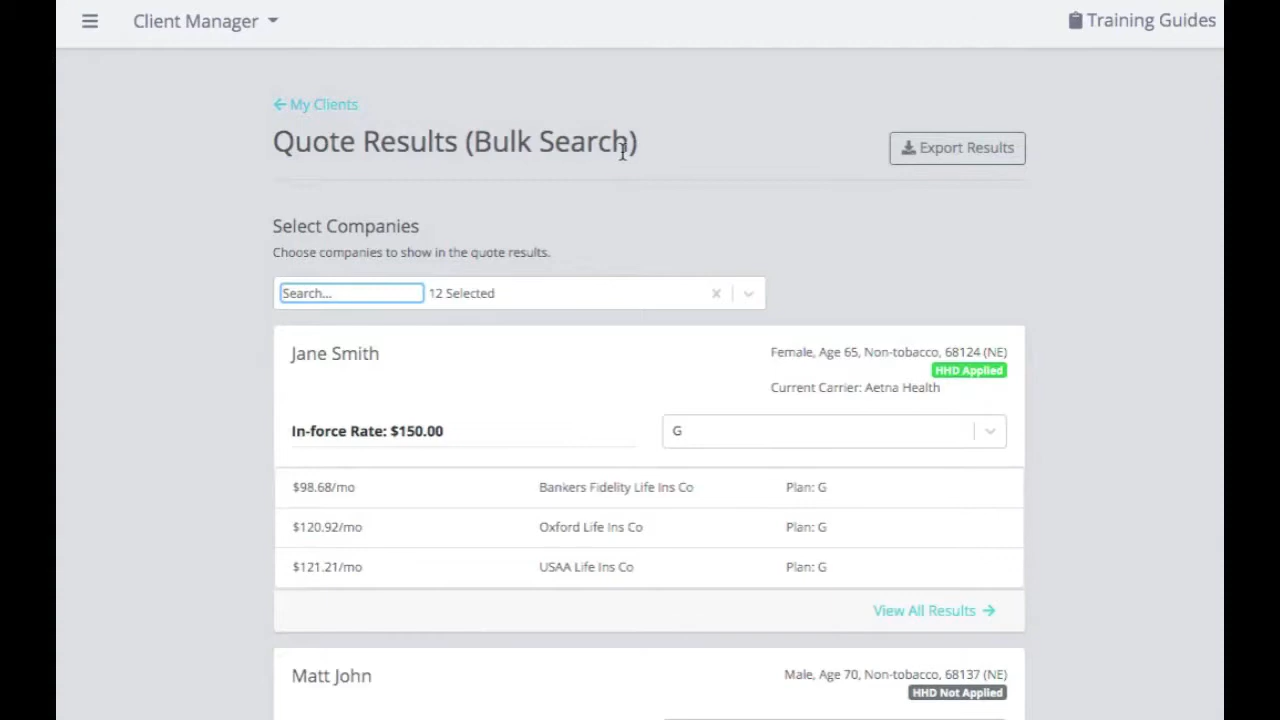 Client Manager
Training Guides
My Clients
Quote Results (Bulk Search)
Export Results
Select Companies
Choose companies to show in the quote results.
Search... 12 Selected
Jane Smith
Female, Age 65, Non-tobacco, 68124 (NE)
HHD Applied
Current Carrier: Aetna Health
In-force Rate: $150.00
G
$98.68/mo Bankers Fidelity Life Ins Co Plan: G
$120.92/mo Oxford Life Ins Co Plan: G
$121.21/mo USAA Life Ins Co Plan: G
View All Results
Matt John
Male, Age 70, Non-tobacco, 68137 (NE)
HHD Not Applied